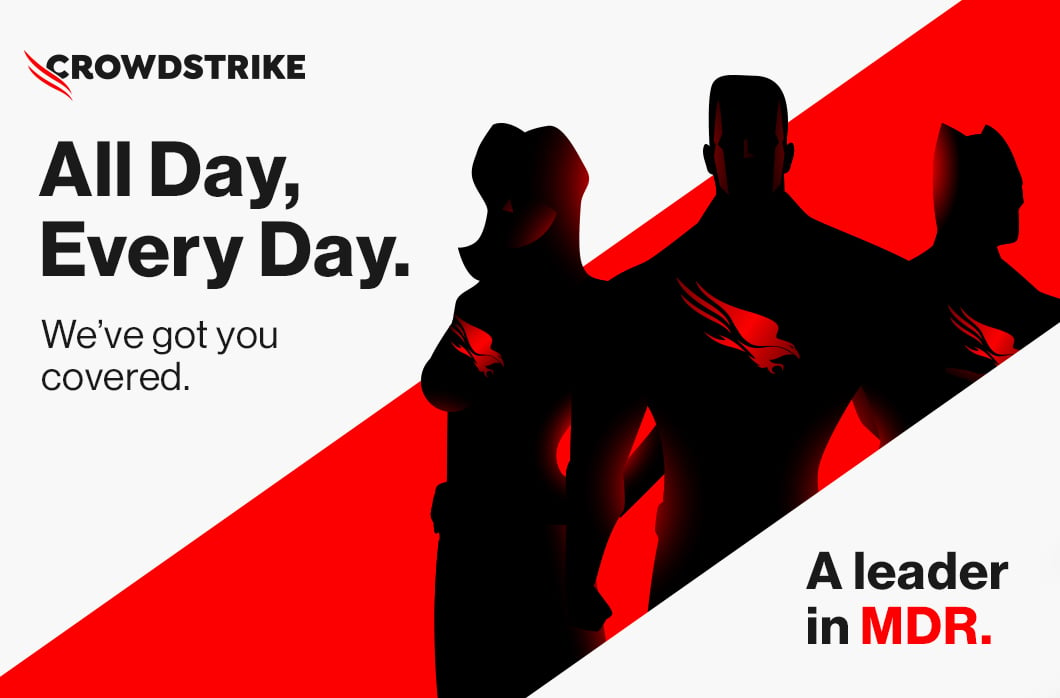 CROWDSTRIKE
All Day,
Every Day.
We've got you
covered.
A leader
in MDR.